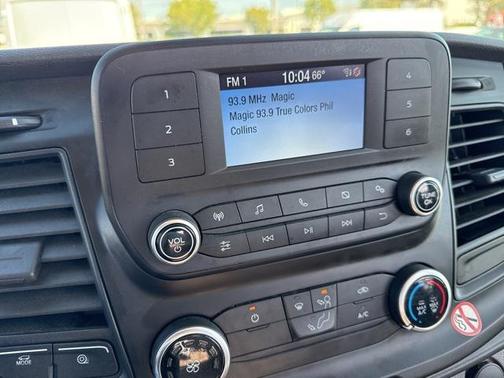 FM 1 10:04 66°
93.9 MHz Magic
Magic 93.9 True Colors Phil
Collins
1
2
3
4
5
6
VOL
TUNE
OK
A/C
MODE